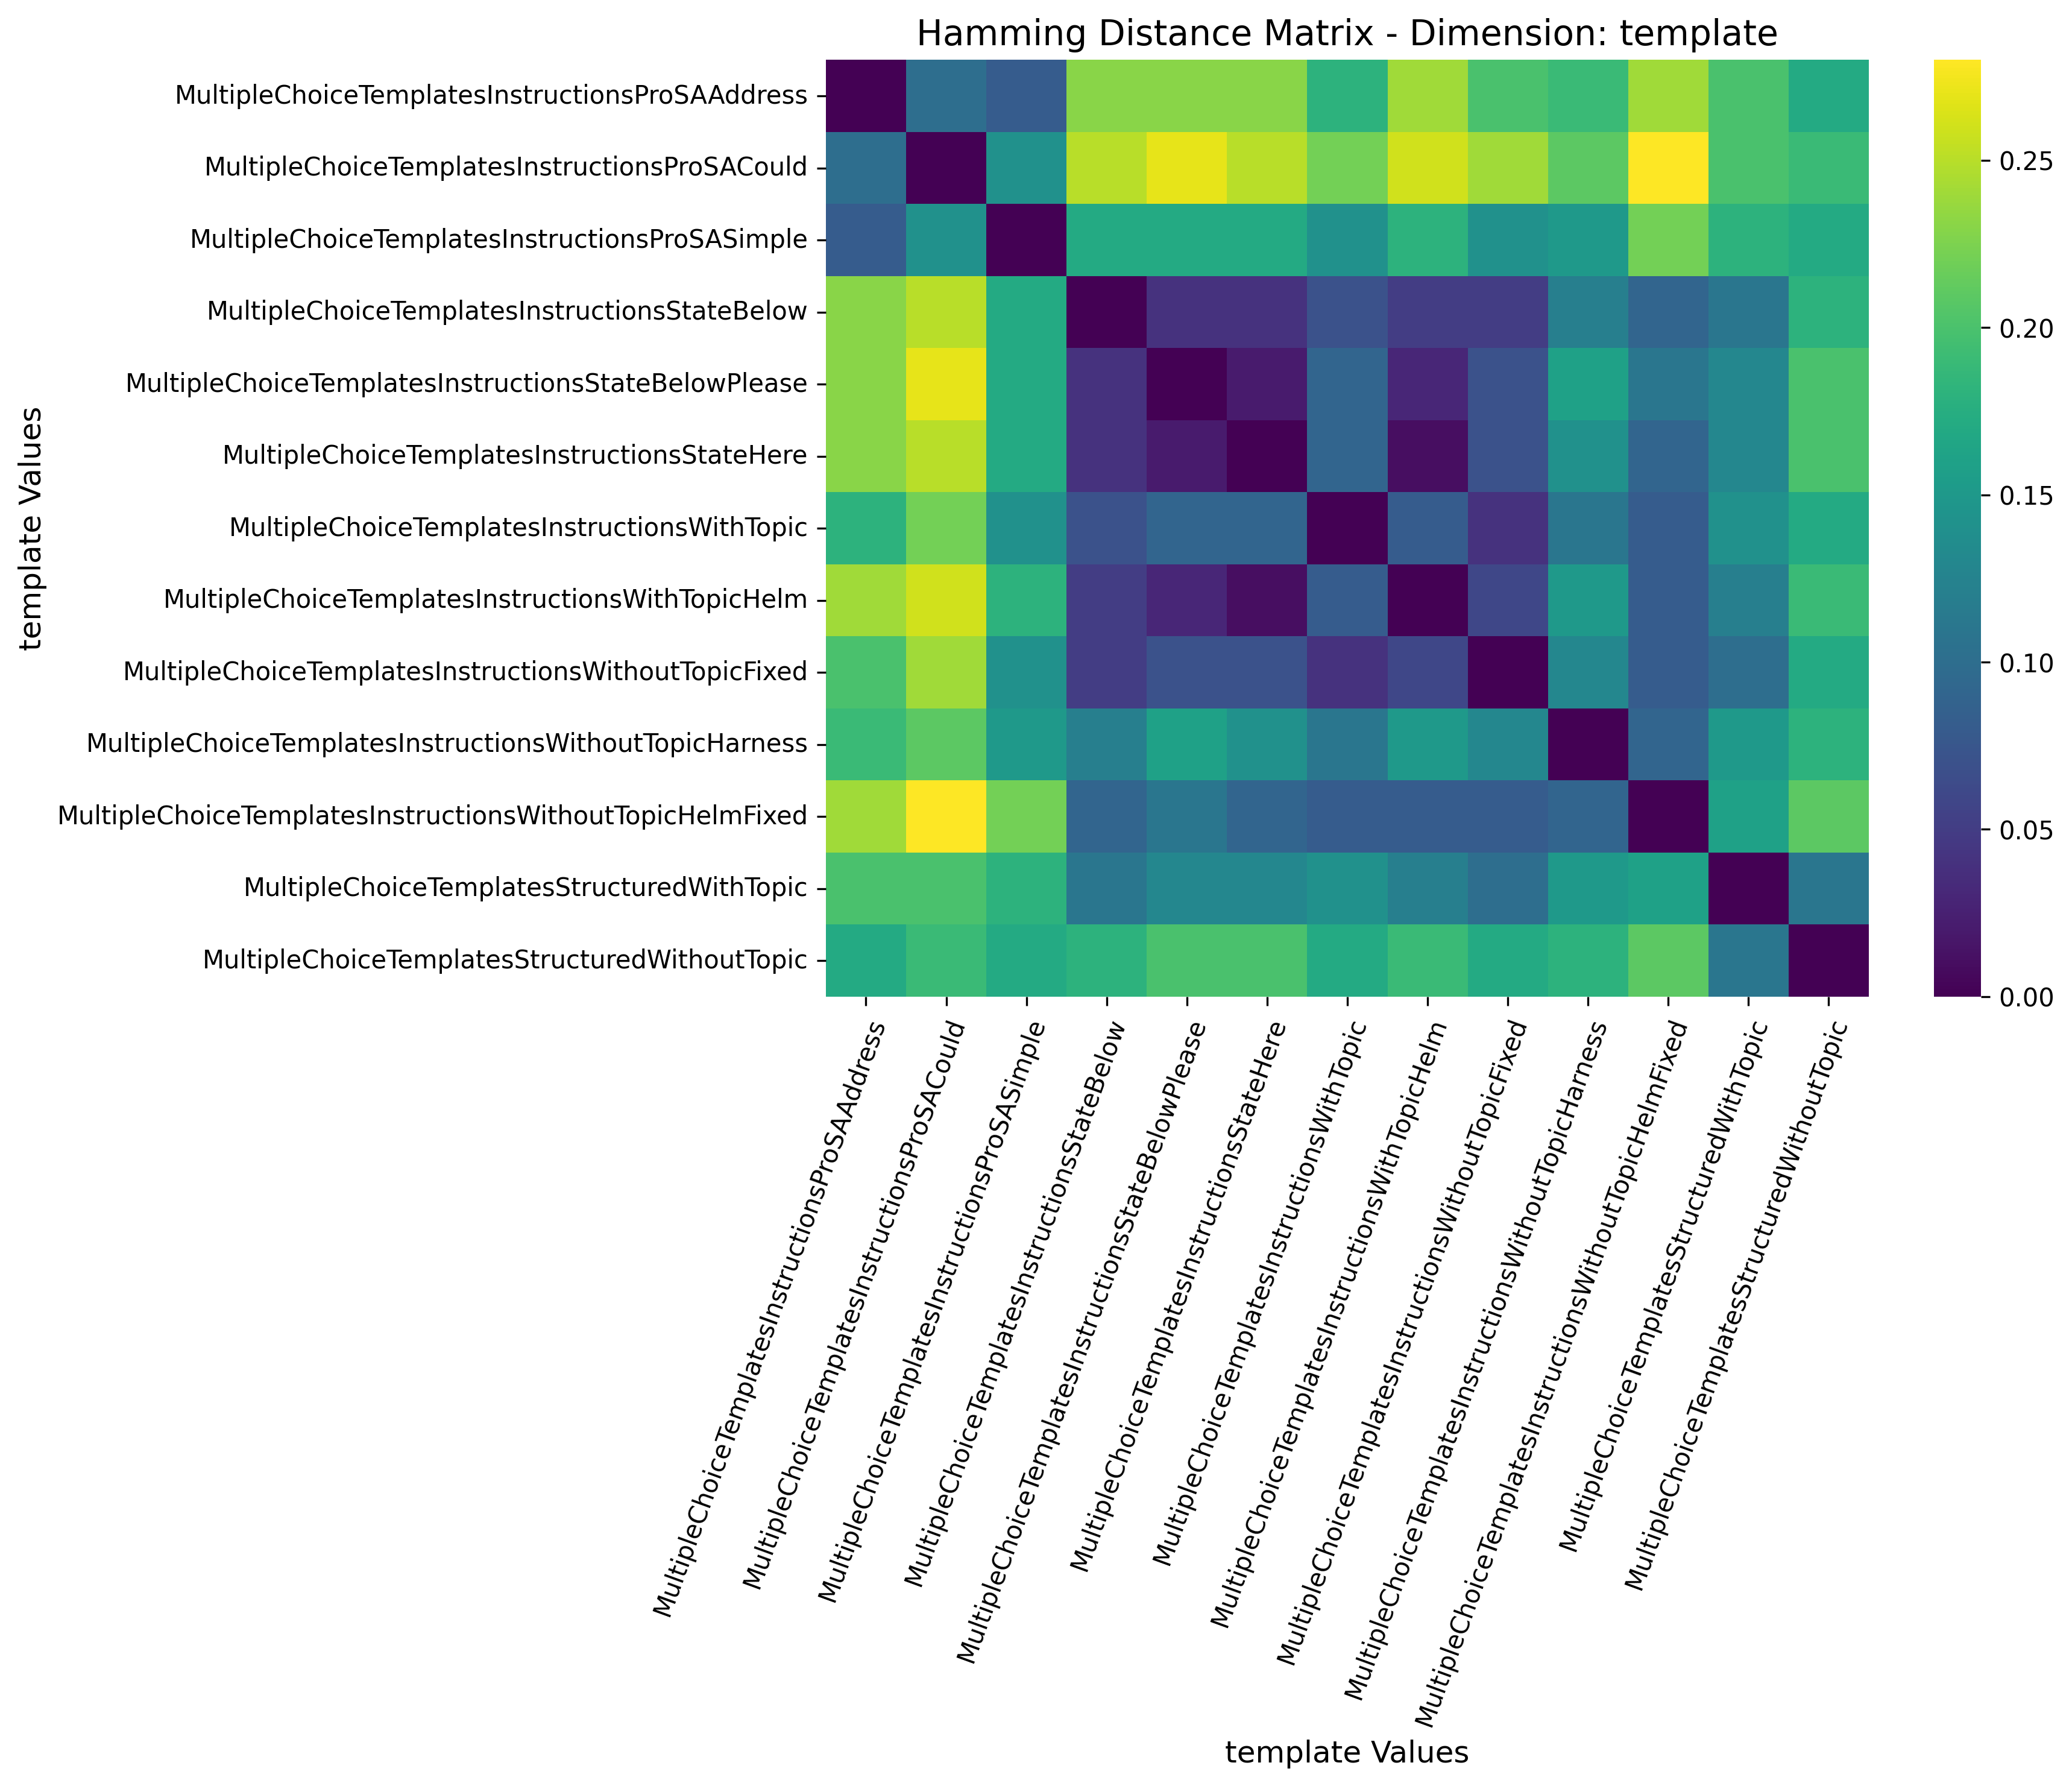 Hamming Distance Matrix - Dimension: template
template Values
MultipleChoiceTemplatesInstructionsProSAAddress
MultipleChoiceTemplatesInstructionsProSACould
MultipleChoiceTemplatesInstructionsProSASimple
MultipleChoiceTemplatesInstructionsStateBelow
MultipleChoiceTemplatesInstructionsStateBelowPlease
MultipleChoiceTemplatesInstructionsStateHere
MultipleChoiceTemplatesInstructionsWithTopic
MultipleChoiceTemplatesInstructionsWithTopicHelm
MultipleChoiceTemplatesInstructionsWithoutTopicFixed
MultipleChoiceTemplatesInstructionsWithoutTopicHarness
MultipleChoiceTemplatesInstructionsWithoutTopicHelmFixed
MultipleChoiceTemplatesStructuredWithTopic
MultipleChoiceTemplatesStructuredWithoutTopic
0.25
0.20
0.15
0.10
0.05
0.00
MultipleChoiceTemplatesInstructionsProSAAddress
MultipleChoiceTemplatesInstructionsProSACould
MultipleChoiceTemplatesInstructionsProSASimple
MultipleChoiceTemplatesInstructionsStateBelow
MultipleChoiceTemplatesInstructionsStateBelowPlease
MultipleChoiceTemplatesInstructionsStateHere
MultipleChoiceTemplatesInstructionsWithTopic
MultipleChoiceTemplatesInstructionsWithTopicHelm
MultipleChoiceTemplatesInstructionsWithoutTopicFixed
MultipleChoiceTemplatesInstructionsWithoutTopicHarness
MultipleChoiceTemplatesInstructionsWithoutTopicHelmFixed
MultipleChoiceTemplatesStructuredWithTopic
MultipleChoiceTemplatesStructuredWithoutTopic
template Values